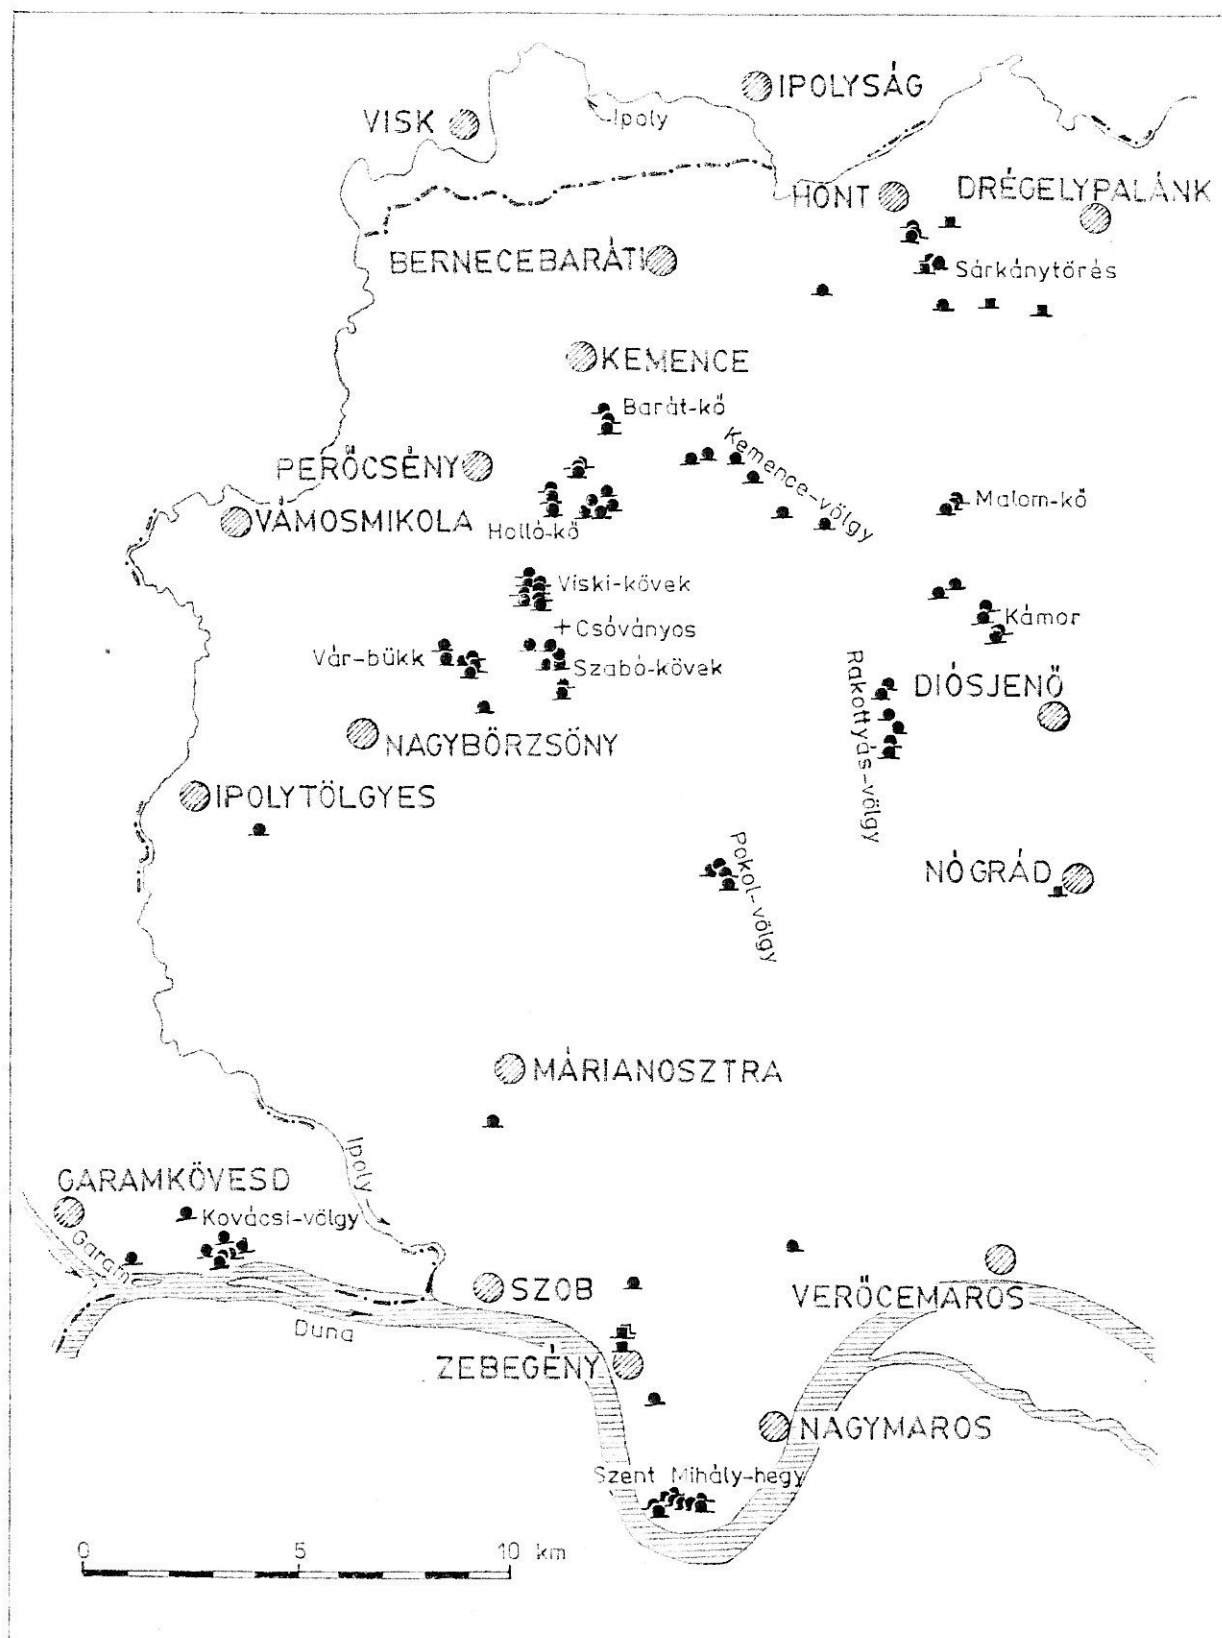 IPOLYSÁG
VISK
Ipoly
HONT
DRÉGELYPALÁNK
BERNECEBARÁTI
Sárkánytörés
KEMENCE
Barát-kő
Kemence-völgy
PERŐCSÉNY
Malom-kő
VÁMOSMIKOLA
Holló-kő
Viski-kövek
Csóványos
Kámor
Vár-bükk
Szabó-kövek
Rakottyás-völgy
DIÓSJENŐ
NAGYBÖRZSÖNY
IPOLYTÖLGYES
Pokol-völgy
NÓGRÁD
MÁRIANOSZTRA
Ipoly
GARAMKÖVESD
Kovácsi-völgy
Garam
SZOB
VERŐCEMAROS
Duna
ZEBEGÉNY
NAGYMAROS
Szent Mihály-hegy
0 5 10 km